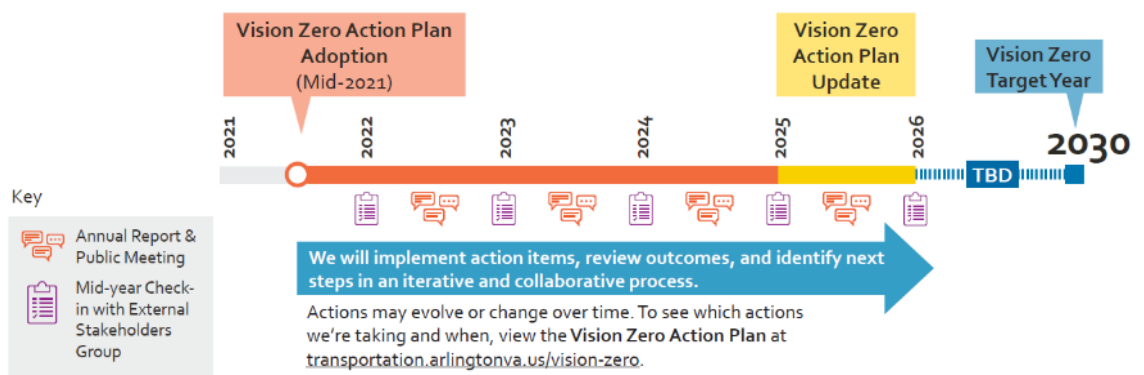 Vision Zero Action Plan
Adoption
(Mid-2021)
Vision Zero
Action Plan
Update
Vision Zero
Target Year
2021
2022
2023
2024
2025
2026
2030
TBD
Key
Annual Report &
Public Meeting
Mid-year Check-
in with External
Stakeholders
Group
We will implement action items, review outcomes, and identify next
steps in an iterative and collaborative process.
Actions may evolve or change over time. To see which actions
we're taking and when, view the Vision Zero Action Plan at
transportation.arlingtonva.us/vision-zero.